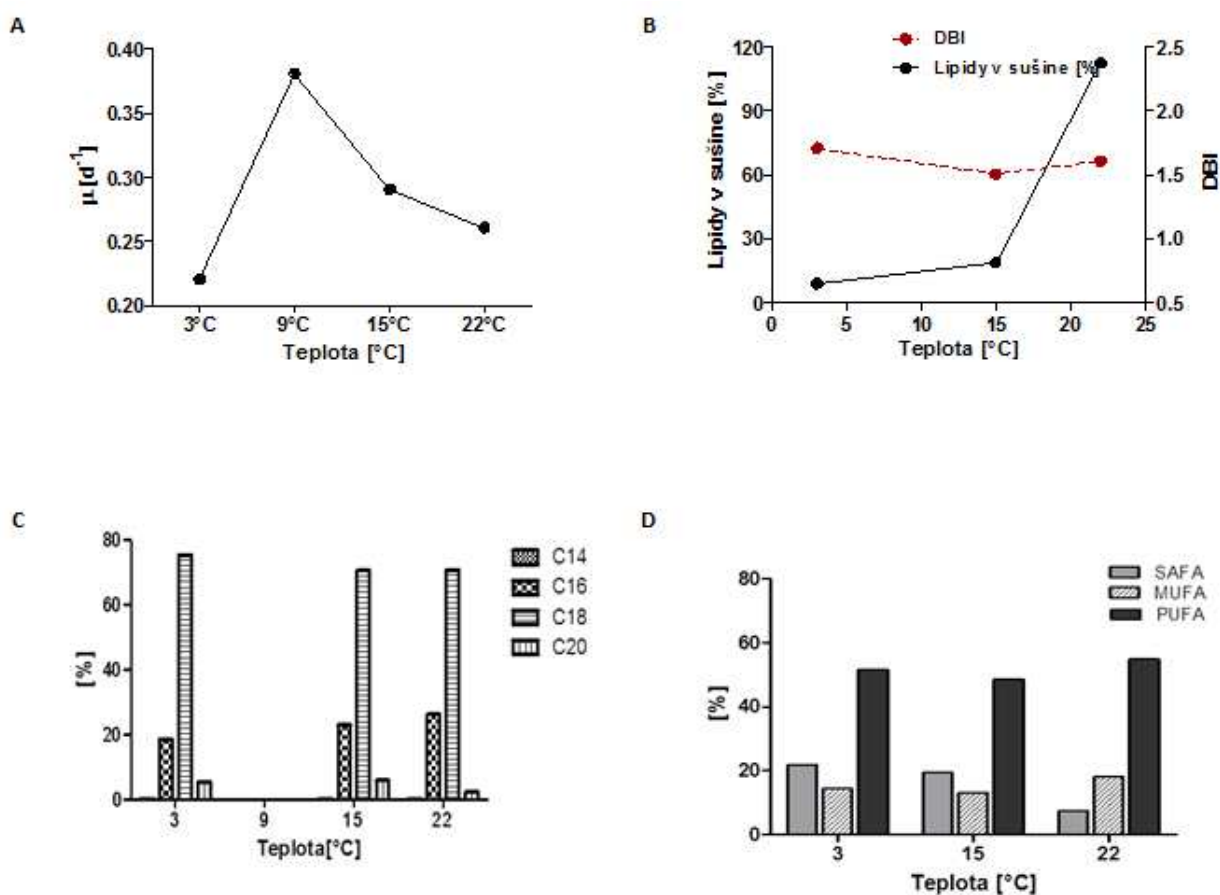 A
0.40
0.35
0.30
0.25
0.20
µ [d⁻¹]
3°C 9°C 15°C 22°C
Teplota [°C]
B
DBI
Lipidy v sušine [%]
120
90
60
30
0
Lipidy v sušine [%]
2.5
2.0
1.5
1.0
0.5
DBI
0 5 10 15 20 25
Teplota [°C]
C
80
60
40
20
0
[%]
C14
C16
C18
C20
3 9 15 22
Teplota[°C]
D
80
60
40
20
0
[%]
SAFA
MUFA
PUFA
3 15 22
Teplota [°C]